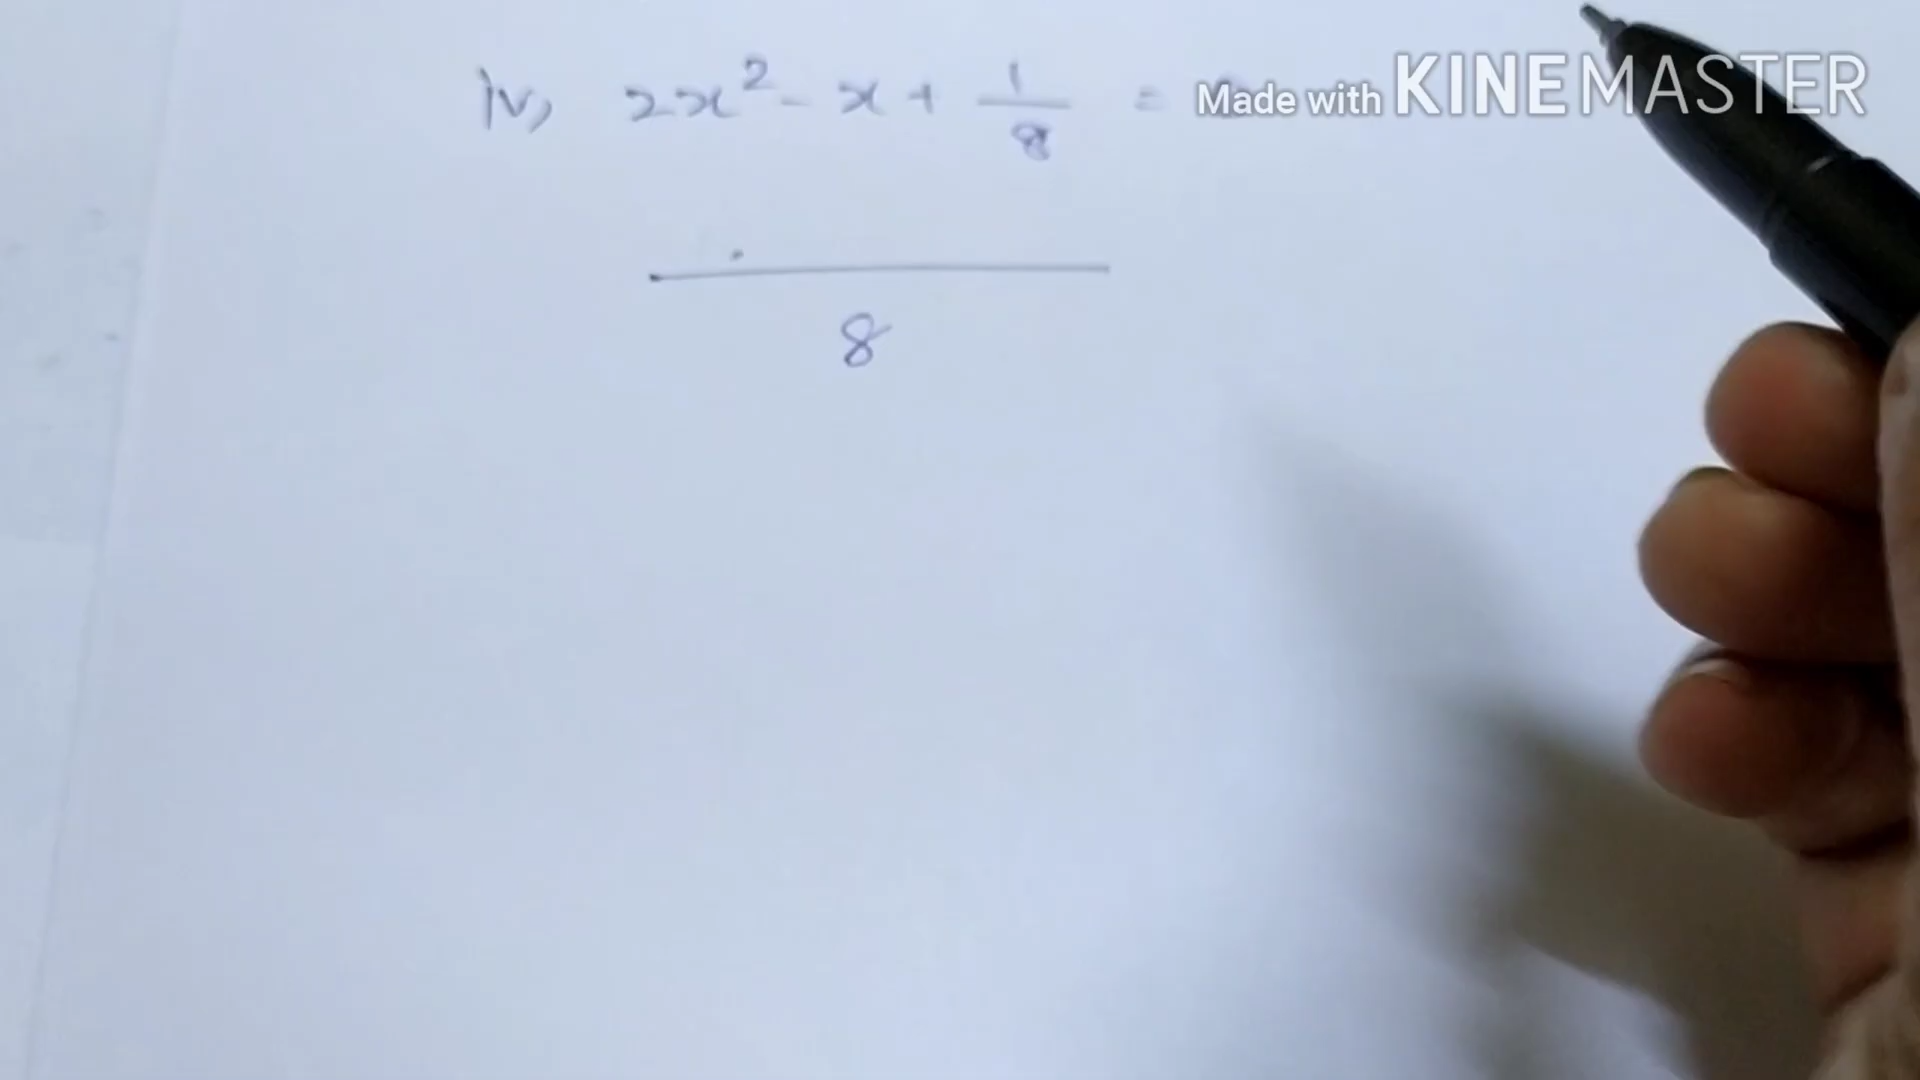 iv) 2x² - x + 1/8 =
Made with KINEMASTER
8